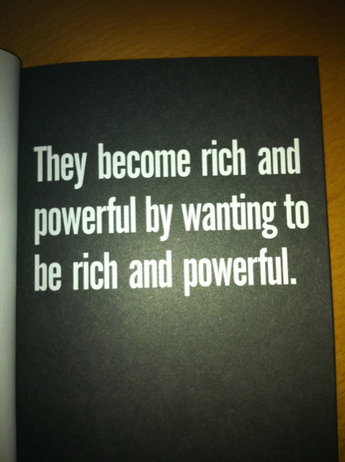 They become rich and
powerful by wanting to
be rich and powerful.